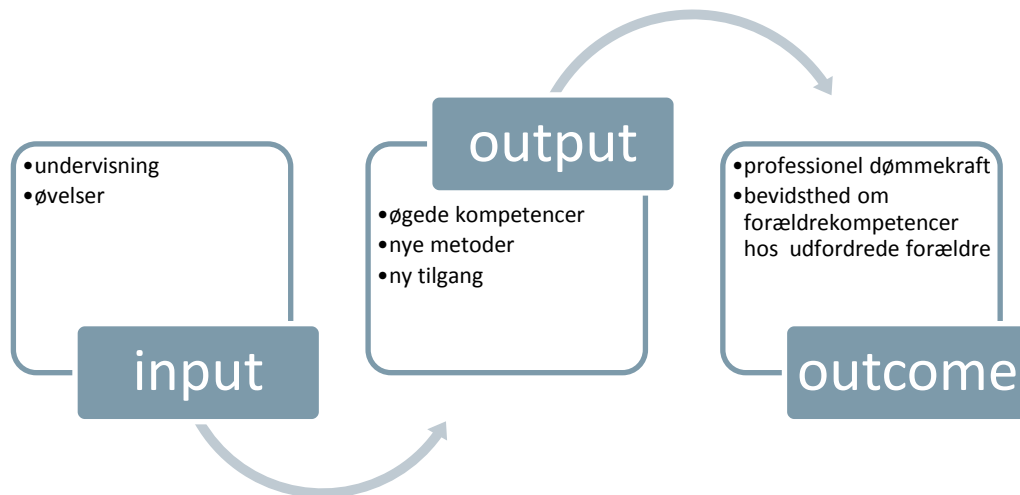 •undervisning
•øvelser
input
output
•øgede kompetencer
•nye metoder
•ny tilgang
•professionel dømmekraft
•bevidsthed om
forældrekompetencer
hos udfordrede forældre
outcome